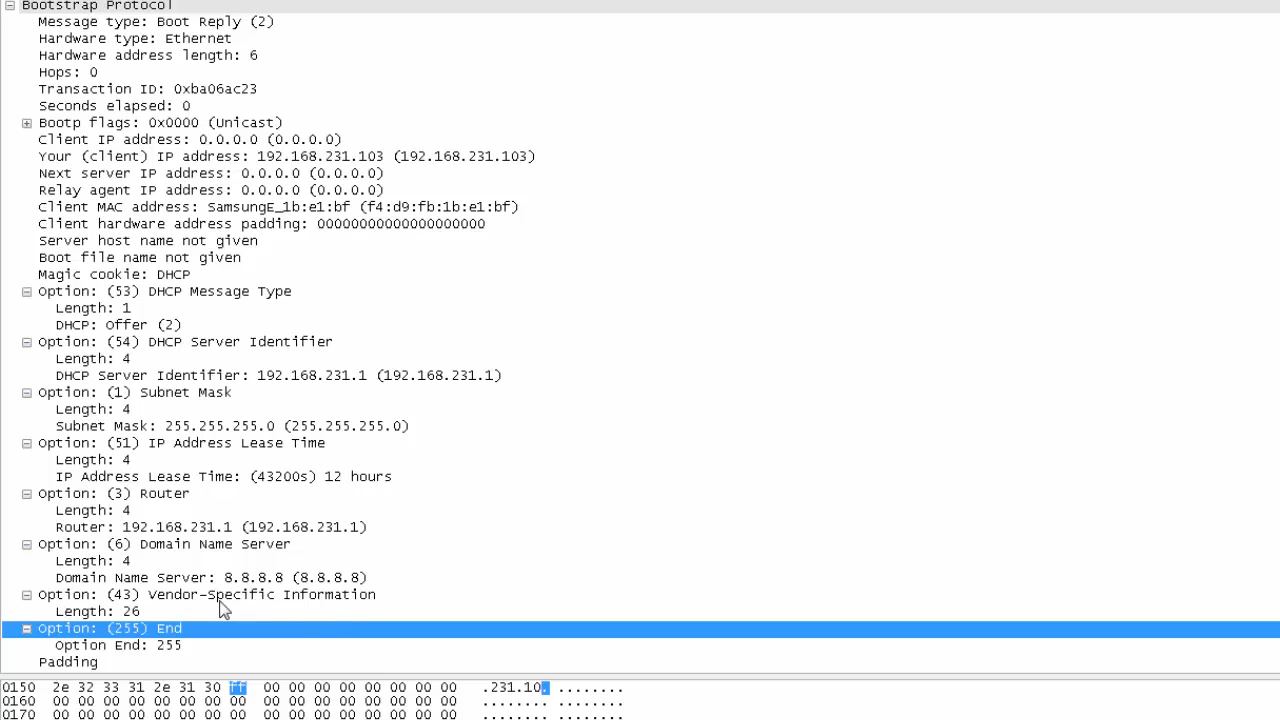 Bootstrap Protocol
Message type: Boot Reply (2)
Hardware type: Ethernet
Hardware address length: 6
Hops: 0
Transaction ID: 0xba06ac23
Seconds elapsed: 0
Bootp flags: 0x0000 (Unicast)
Client IP address: 0.0.0.0 (0.0.0.0)
Your (client) IP address: 192.168.231.103 (192.168.231.103)
Next server IP address: 0.0.0.0 (0.0.0.0)
Relay agent IP address: 0.0.0.0 (0.0.0.0)
Client MAC address: SamsungE_1b:e1:bf (f4:d9:fb:1b:e1:bf)
Client hardware address padding: 00000000000000000000
Server host name not given
Boot file name not given
Magic cookie: DHCP
Option: (53) DHCP Message Type
Length: 1
DHCP: Offer (2)
Option: (54) DHCP Server Identifier
Length: 4
DHCP Server Identifier: 192.168.231.1 (192.168.231.1)
Option: (1) Subnet Mask
Length: 4
Subnet Mask: 255.255.255.0 (255.255.255.0)
Option: (51) IP Address Lease Time
Length: 4
IP Address Lease Time: (43200s) 12 hours
Option: (3) Router
Length: 4
Router: 192.168.231.1 (192.168.231.1)
Option: (6) Domain Name Server
Length: 4
Domain Name Server: 8.8.8.8 (8.8.8.8)
Option: (43) Vendor-Specific Information
Length: 26
Option: (255) End
Option End: 255
Padding
0150 2e 32 33 31 2e 31 30 ff 00 00 00 00 00 00 00 00 .231.10. ........
0160 00 00 00 00 00 00 00 00 00 00 00 00 00 00 00 00 ........ ........
0170 00 00 00 00 00 00 00 00 00 00 00 00 00 00 00 00 ........ ........